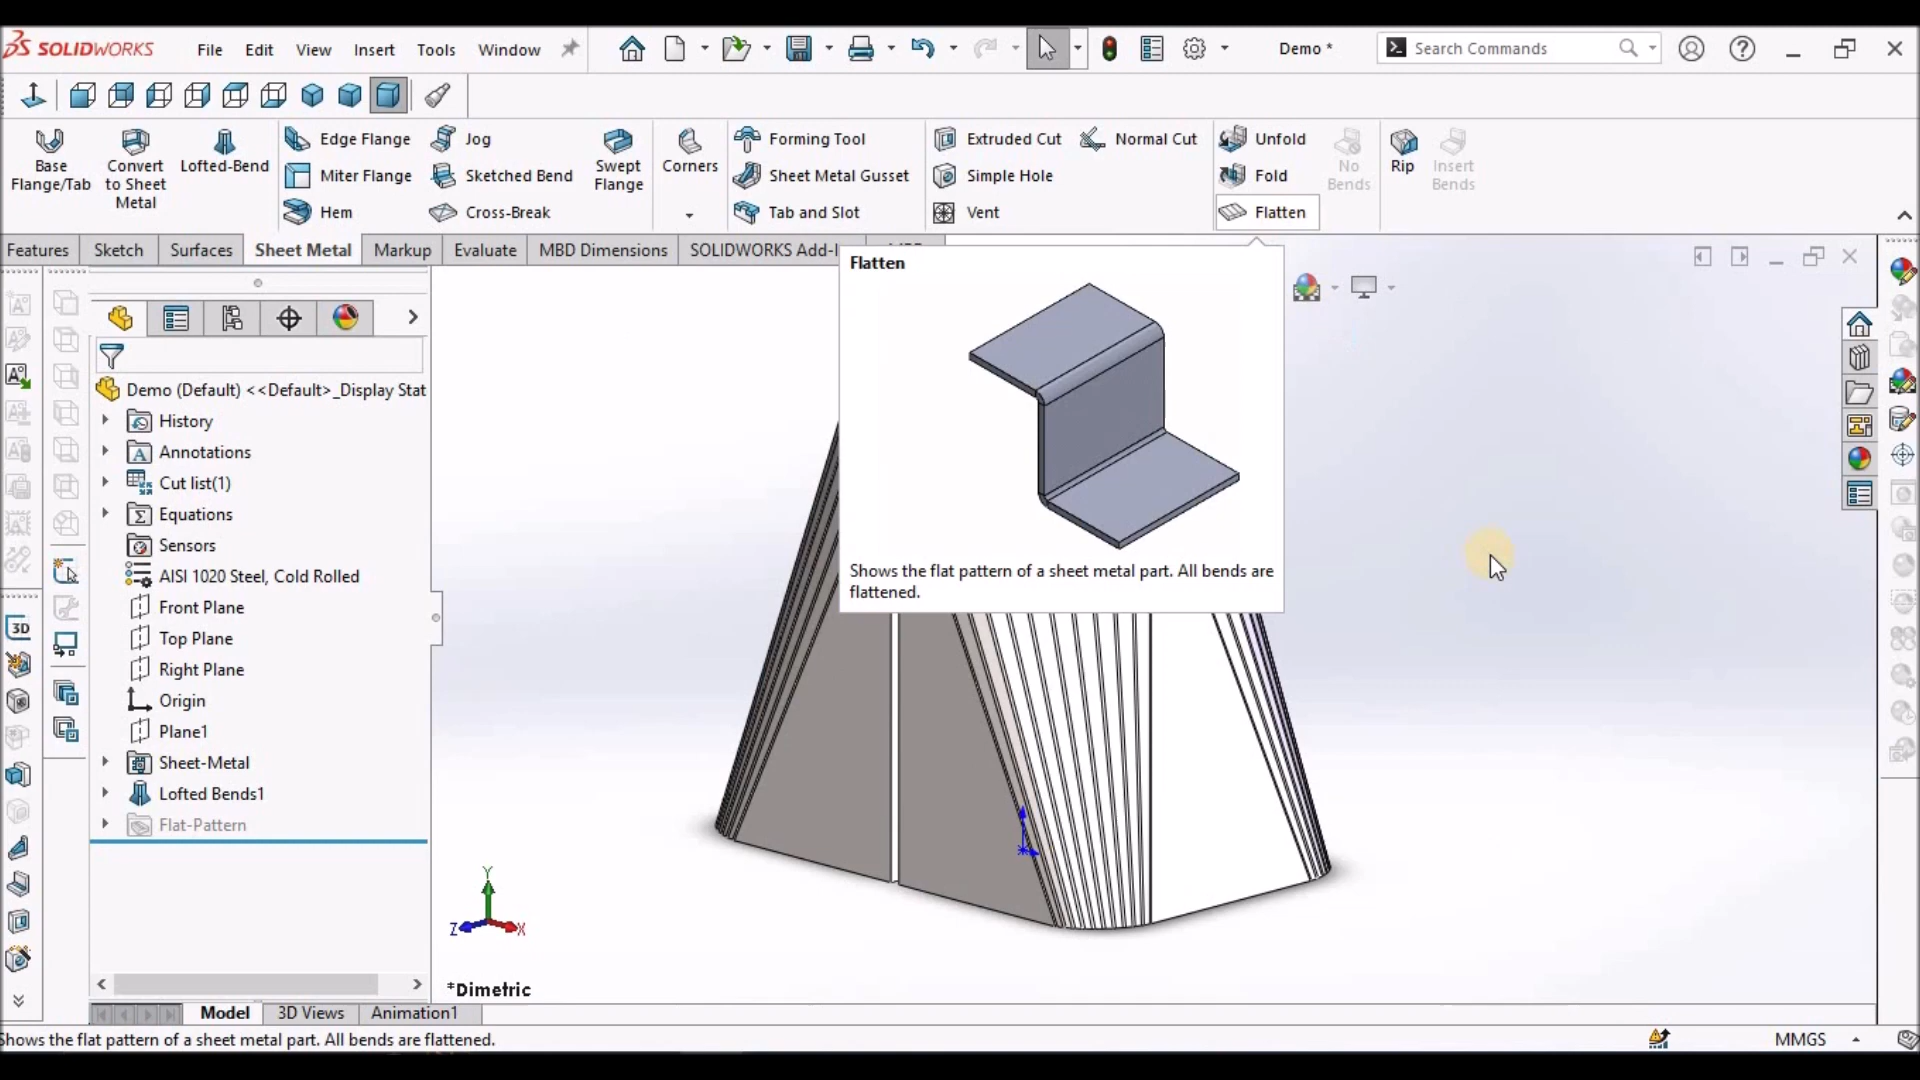 SOLIDWORKS File Edit View Insert Tools Window Demo * Search Commands
Base Flange/Tab
Convert to Sheet Metal
Lofted-Bend
Edge Flange
Miter Flange
Hem
Jog
Sketched Bend
Cross-Break
Swept Flange
Corners
Forming Tool
Sheet Metal Gusset
Tab and Slot
Extruded Cut
Simple Hole
Vent
Normal Cut
Unfold
Fold
Flatten
No Bends
Rip
Insert Bends
Features Sketch Surfaces Sheet Metal Markup Evaluate MBD Dimensions SOLIDWORKS Add-I
Flatten
Shows the flat pattern of a sheet metal part. All bends are
flattened.
Demo (Default) <<Default>_Display Stat
History
Annotations
Cut list(1)
Equations
Sensors
AISI 1020 Steel, Cold Rolled
Front Plane
Top Plane
Right Plane
Origin
Plane1
Sheet-Metal
Lofted Bends1
Flat-Pattern
3D
Y
Z X
*Dimetric
Model 3D Views Animation1
Shows the flat pattern of a sheet metal part. All bends are flattened.
MMGS